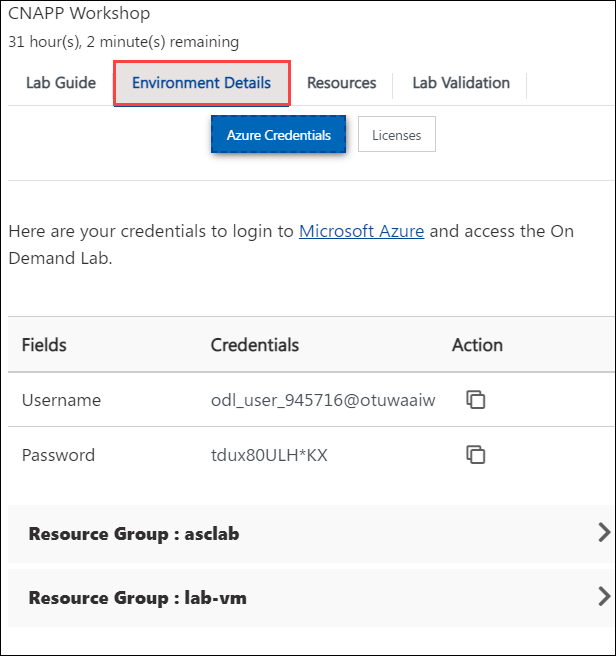 CNAPP Workshop
31 hour(s), 2 minute(s) remaining
Lab Guide Environment Details Resources Lab Validation
Azure Credentials Licenses
Here are your credentials to login to Microsoft Azure and access the On
Demand Lab.
Fields Credentials Action
Username odl_user_945716@otuwaaiw
Password tdux80ULH*KX
Resource Group : asclab
Resource Group : lab-vm